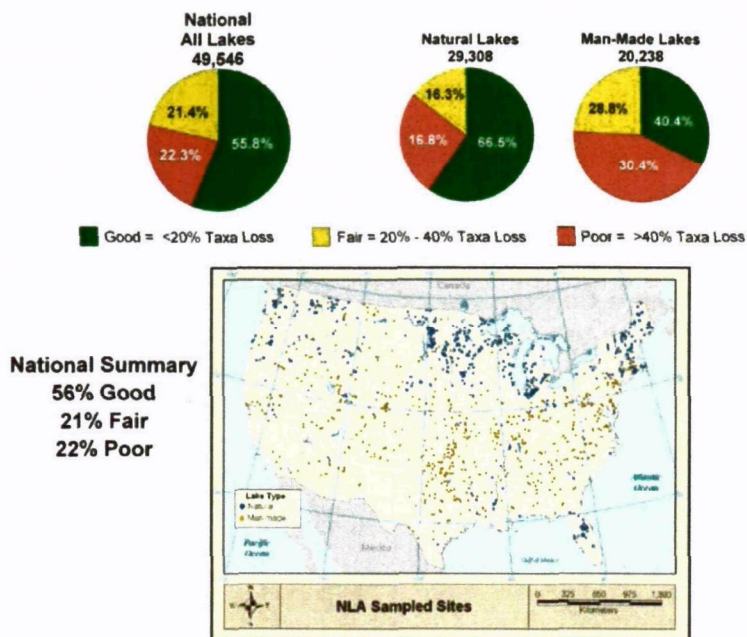 National
All Lakes
49,546
Natural Lakes
29,308
Man-Made Lakes
20,238
21.4%
55.8%
22.3%
16.3%
16.8%
66.5%
28.8%
40.4%
30.4%
Good = <20% Taxa Loss
Fair = 20% - 40% Taxa Loss
Poor = >40% Taxa Loss
National Summary
56% Good
21% Fair
22% Poor
Canada
Lake Type
Natural
Man-made
Atlantic
Ocean
Pacific
Ocean
Mexico
Gulf of Mexico
N
W
E
S
NLA Sampled Sites
0 325 650 975 1,300
Kilometers